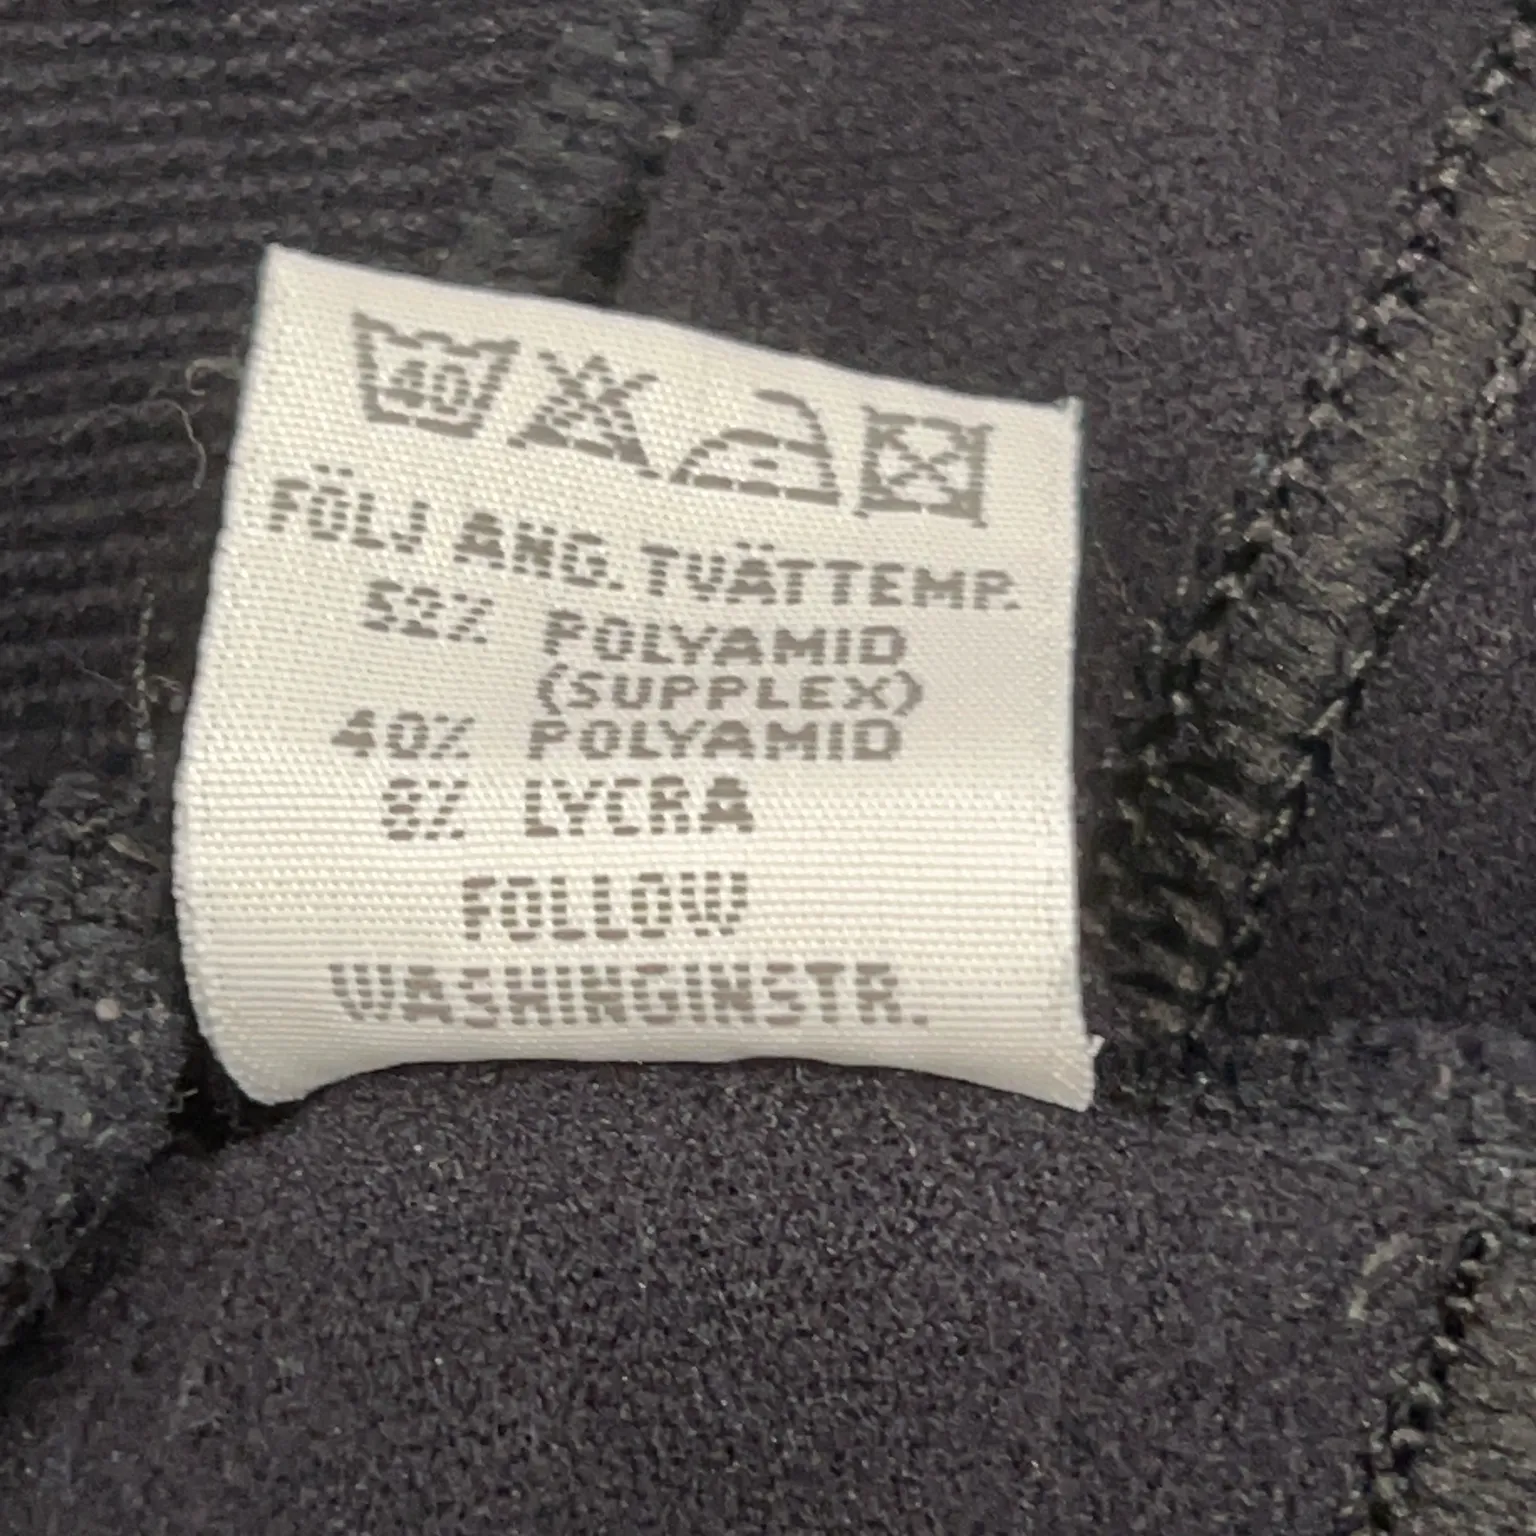 40
FÖLJ ANG. TVÄTTEMP.
52% POLYAMID
(SUPPLEX)
40% POLYAMID
8% LYCRA
FOLLOW
WASHINGINSTR.